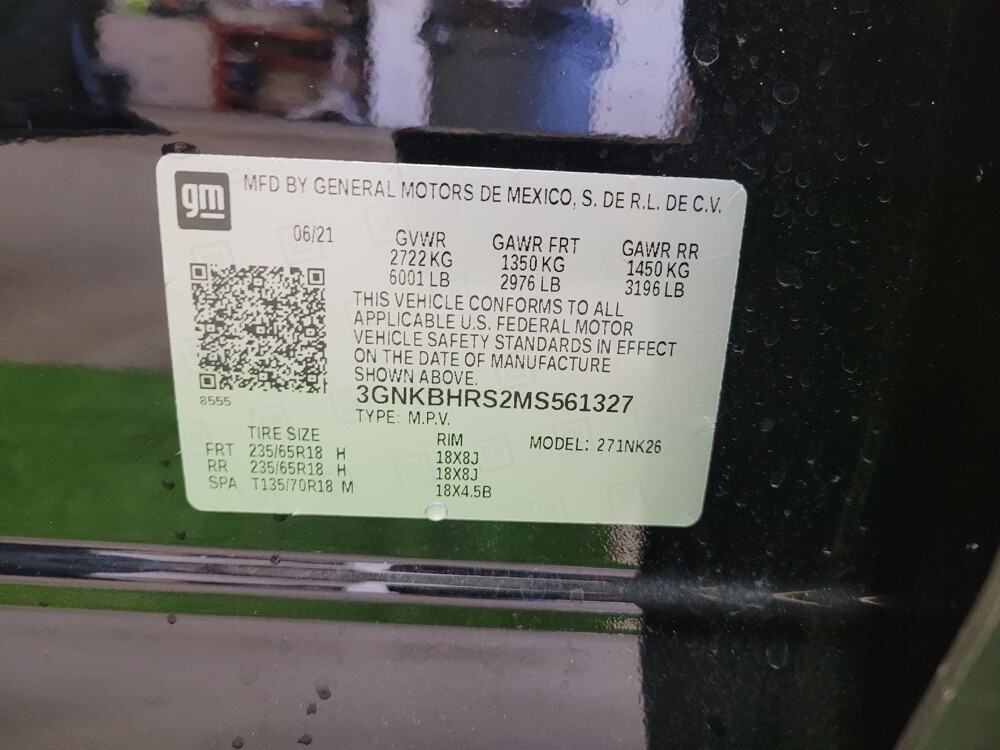 gm MFD BY GENERAL MOTORS DE MEXICO, S. DE R.L. DE C.V.
06/21 GVWR GAWR FRT GAWR RR
2722 KG 1350 KG 1450 KG
6001 LB 2976 LB 3196 LB
THIS VEHICLE CONFORMS TO ALL
APPLICABLE U.S. FEDERAL MOTOR
VEHICLE SAFETY STANDARDS IN EFFECT
ON THE DATE OF MANUFACTURE
SHOWN ABOVE.
8555
3GNKBHRS2MS561327
TYPE: M.P.V.
TIRE SIZE RIM MODEL: 271NK26
FRT 235/65R18 H 18X8J
RR 235/65R18 H 18X8J
SPA T135/70R18 M 18X4.5B